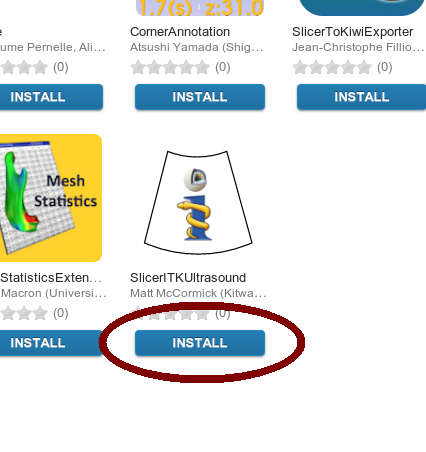 1.7(s) z:31.0
CornerAnnotation
SlicerToKiwiExporter
ume Pernelle, Ali...
Atsushi Yamada (Shig...
Jean-Christophe Fillio...
(0)
(0)
(0)
INSTALL
INSTALL
INSTALL
Mesh
Statistics
i
StatisticsExten...
SlicerITKUltrasound
Macron (Universi...
Matt McCormick (Kitwa...
(0)
(0)
INSTALL
INSTALL